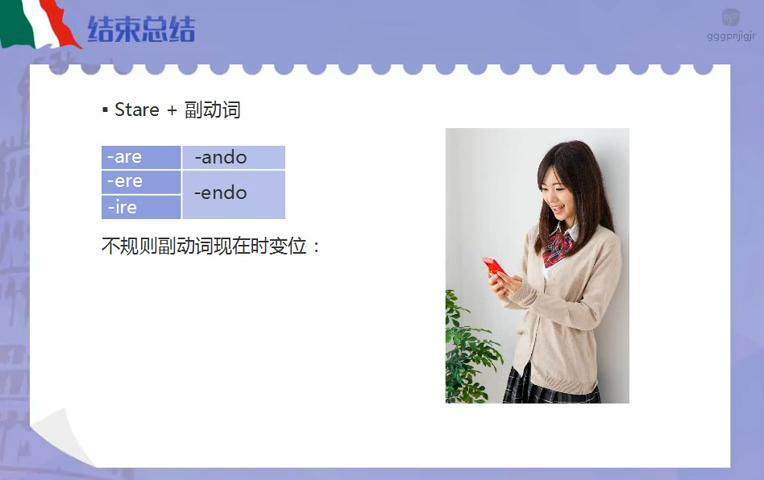 结束总结
gggpnjigjr
▪ Stare + 副动词
-are -ando
-ere
-endo
-ire
不规则副动词现在时变位：